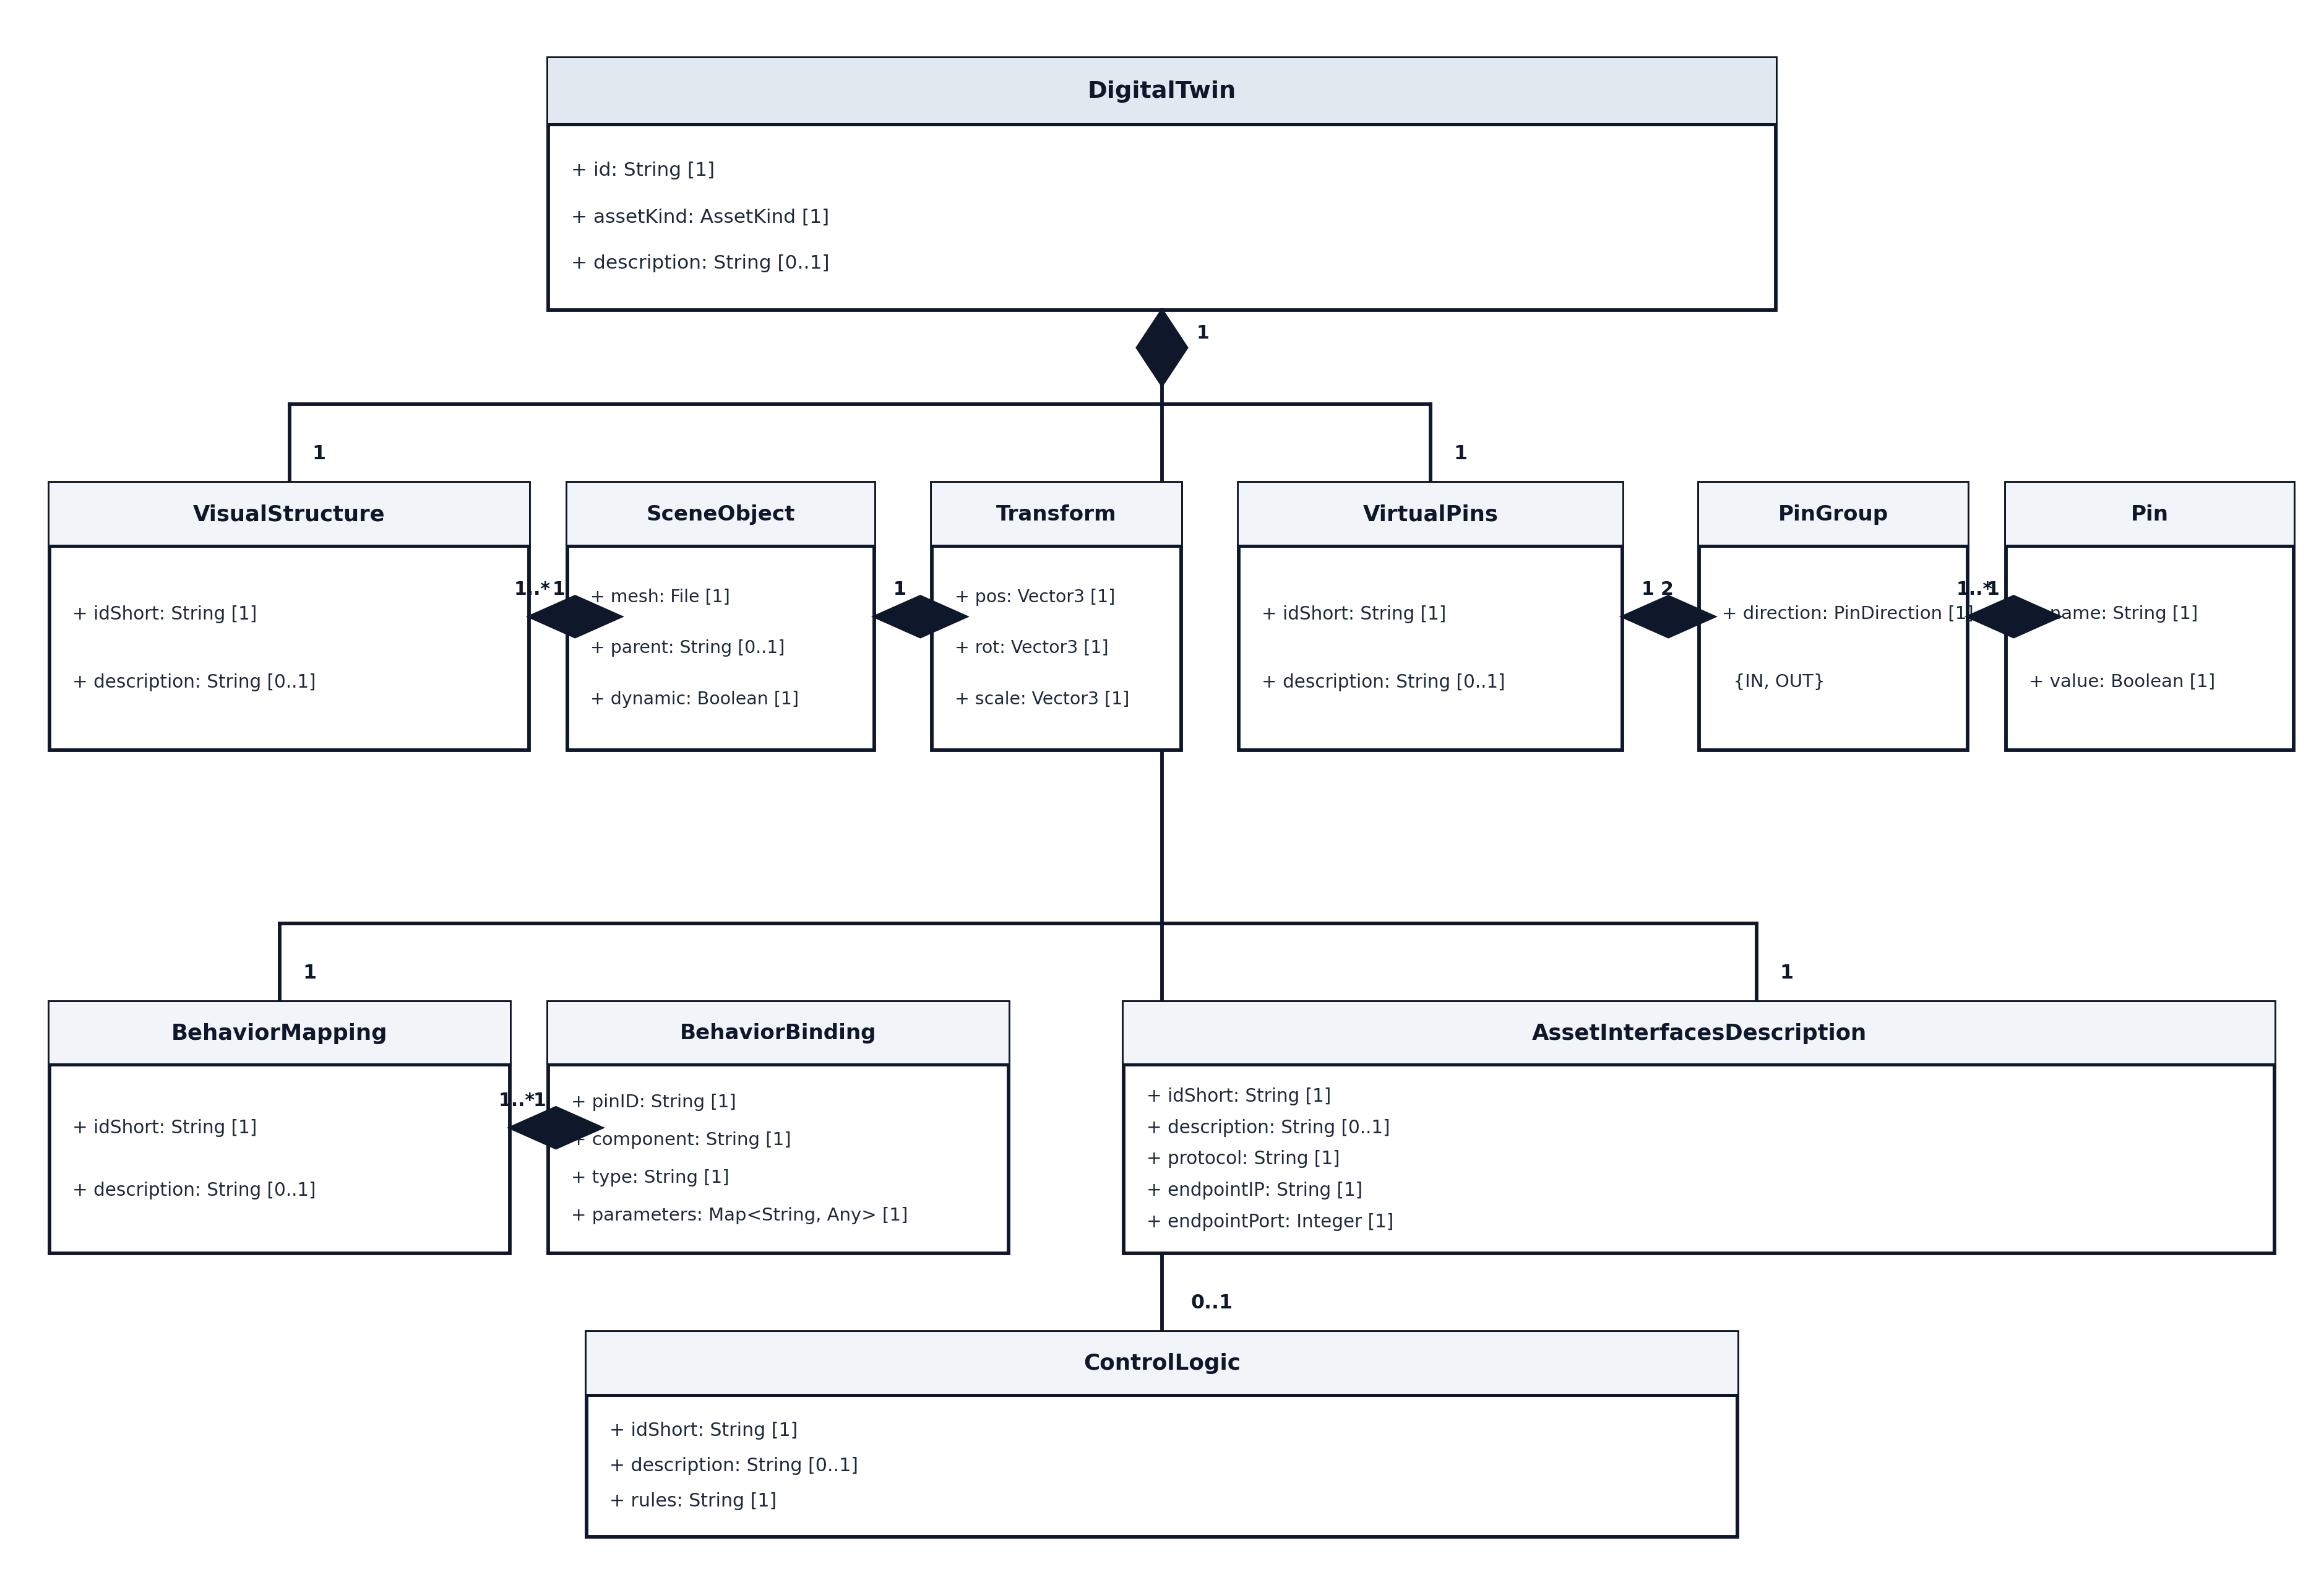 DigitalTwin
+ id: String [1]
+ assetKind: AssetKind [1]
+ description: String [0..1]
1
1
1
VisualStructure
+ idShort: String [1]
+ description: String [0..1]
1..*
1
SceneObject
+ mesh: File [1]
+ parent: String [0..1]
+ dynamic: Boolean [1]
1
Transform
+ pos: Vector3 [1]
+ rot: Vector3 [1]
+ scale: Vector3 [1]
VirtualPins
+ idShort: String [1]
+ description: String [0..1]
1 2
PinGroup
+ direction: PinDirection [1]
{IN, OUT}
1..*
1
Pin
name: String [1]
+ value: Boolean [1]
1
1
BehaviorMapping
+ idShort: String [1]
+ description: String [0..1]
1..*
1
BehaviorBinding
+ pinID: String [1]
+ component: String [1]
+ type: String [1]
+ parameters: Map<String, Any> [1]
AssetInterfacesDescription
+ idShort: String [1]
+ description: String [0..1]
+ protocol: String [1]
+ endpointIP: String [1]
+ endpointPort: Integer [1]
0..1
ControlLogic
+ idShort: String [1]
+ description: String [0..1]
+ rules: String [1]